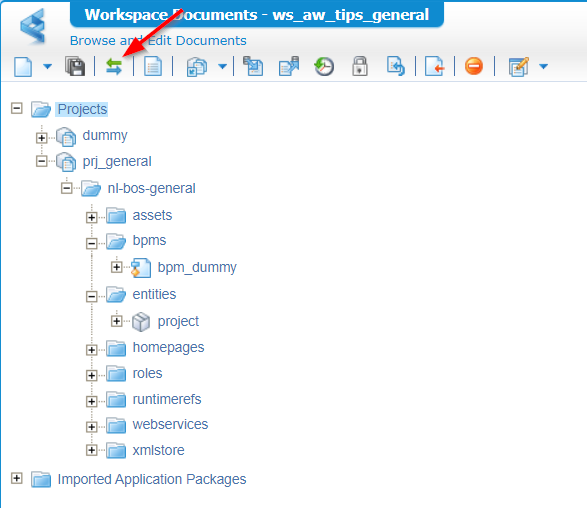 Workspace Documents - ws_aw_tips_general
Browse and Edit Documents
Projects
dummy
prj_general
nl-bos-general
assets
bpms
bpm_dummy
entities
project
homepages
roles
runtimerefs
webservices
xmlstore
Imported Application Packages